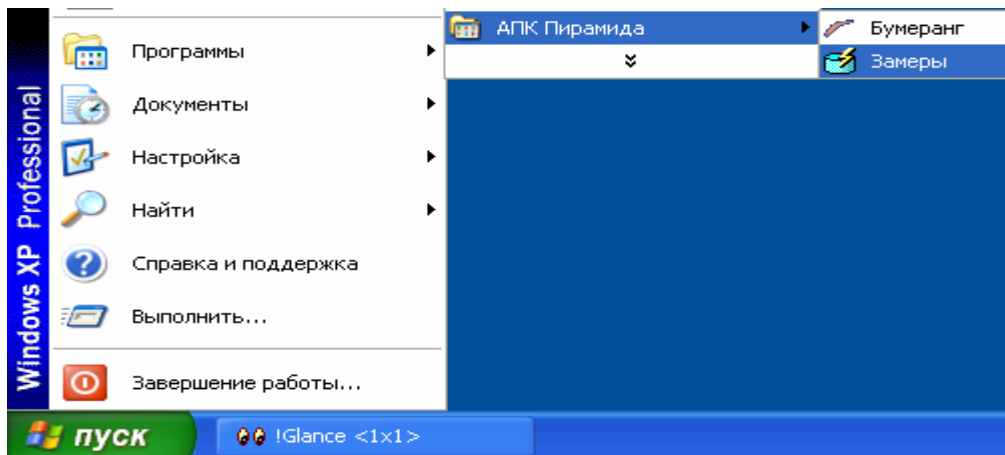 АПК Пирамида
Бумеранг
Замеры
Программы
Документы
Настройка
Найти
Справка и поддержка
Выполнить...
Завершение работы...
Windows XP Professional
пуск
!Glance <1x1>